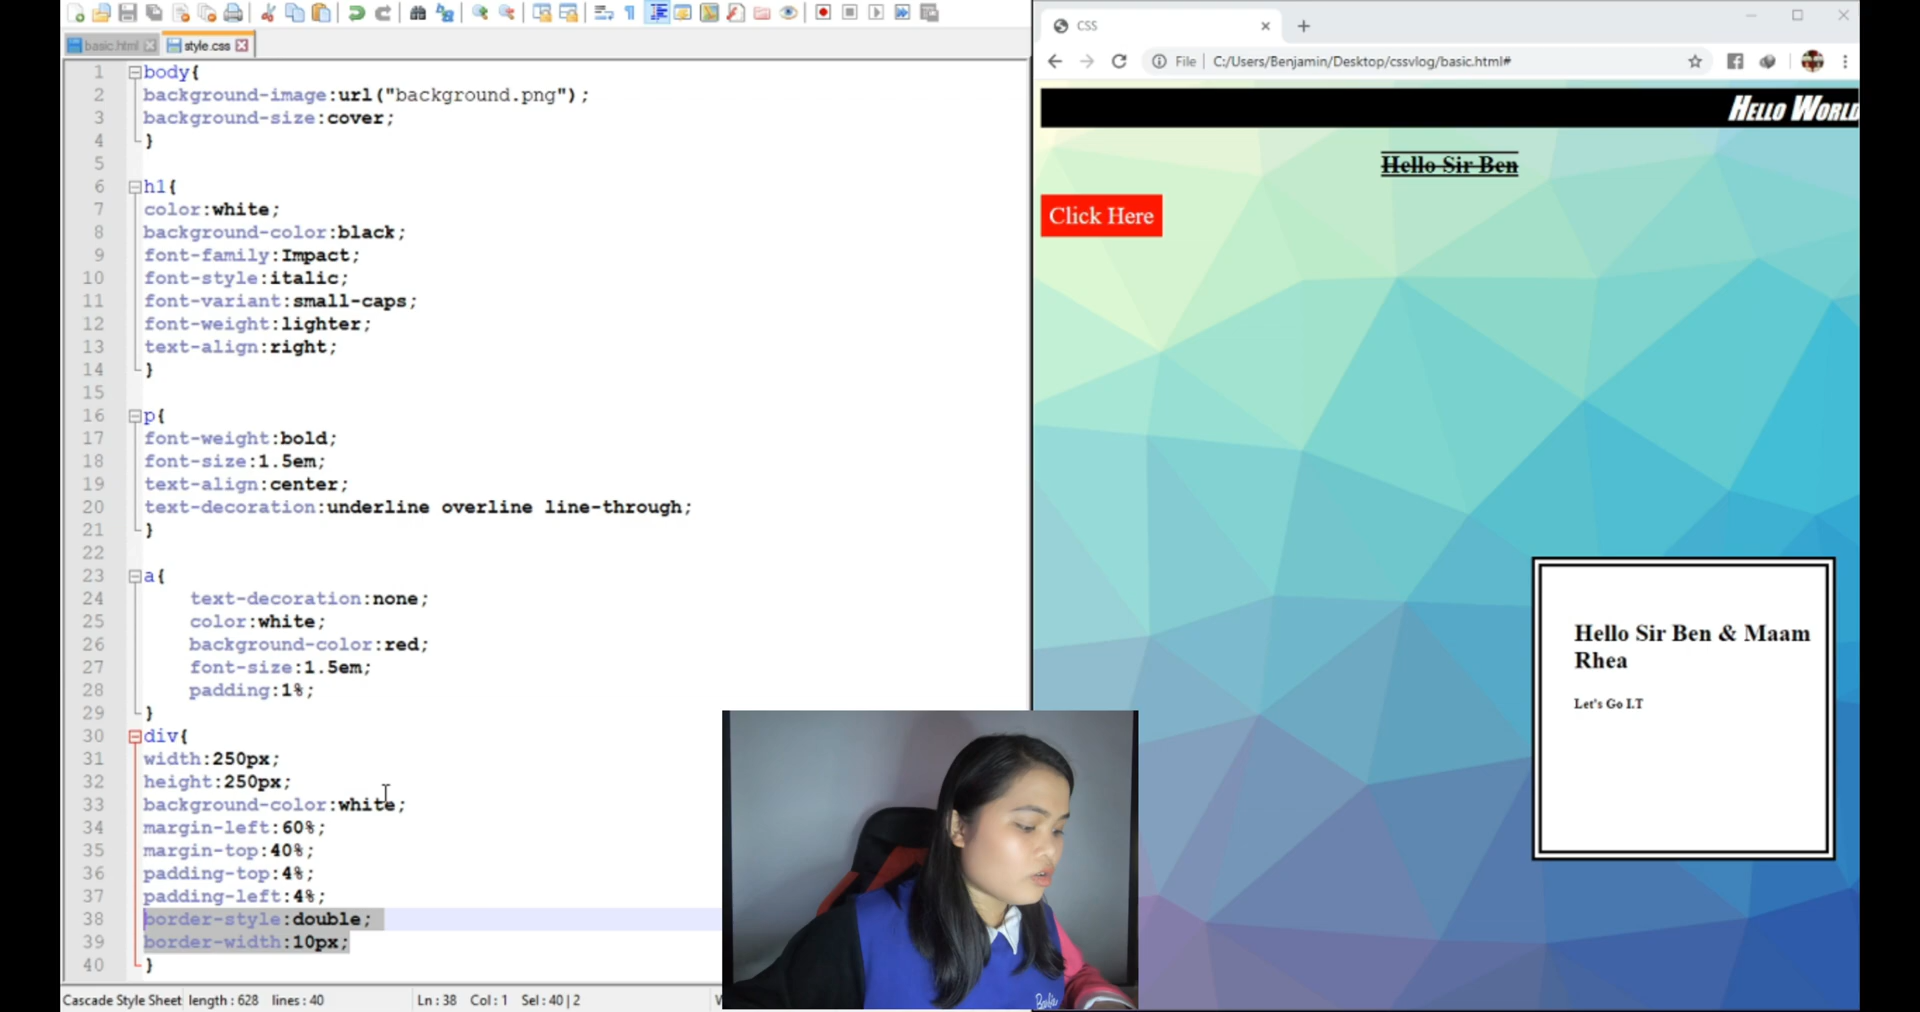 basic.html
style.css
1 body{
2 background-image:url("background.png");
3 background-size:cover;
4 }
5
6 h1{
7 color:white;
8 background-color:black;
9 font-family:Impact;
10 font-style:italic;
11 font-variant:small-caps;
12 font-weight:lighter;
13 text-align:right;
14 }
15
16 p{
17 font-weight:bold;
18 font-size:1.5em;
19 text-align:center;
20 text-decoration:underline overline line-through;
21 }
22
23 a{
24 text-decoration:none;
25 color:white;
26 background-color:red;
27 font-size:1.5em;
28 padding:1%;
29 }
30 div{
31 width:250px;
32 height:250px;
33 background-color:white;
34 margin-left:60%;
35 margin-top:40%;
36 padding-top:4%;
37 padding-left:4%;
38 border-style:double;
39 border-width:10px;
40 }
Cascade Style Sheet length : 628 lines : 40 Ln : 38 Col : 1 Sel : 40 | 2
CSS
File C:/Users/Benjamin/Desktop/cssvlog/basic.html#
Hello World
Hello Sir Ben
Click Here
Hello Sir Ben & Maam
Rhea
Let's Go I.T